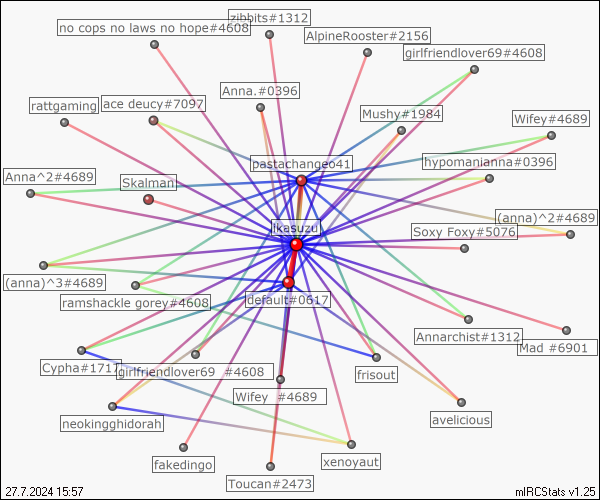 zibbits#1312
no cops no laws no hope#4608
AlpineRooster#2156
girlfriendlover69#4608
Anna.#0396
rattgaming
ace deucy#7097
Mushy#1984
Wifey#4689
pastachangeo41
hypomanianna#0396
Anna^2#4689
Skalman
(anna)^2#4689
Soxy Foxy#5076
(anna)^3#4689
default#0617
ramshackle gorey#4608
Annarchist#1312
Mad #6901
Cypha#1717
girlfriendlover69 #4608
frisout
Wifey #4689
avelicious
neokingghidorah
fakedingo
xenoyaut
Toucan#2473
27.7.2024 15:57
mIRCStats v1.25